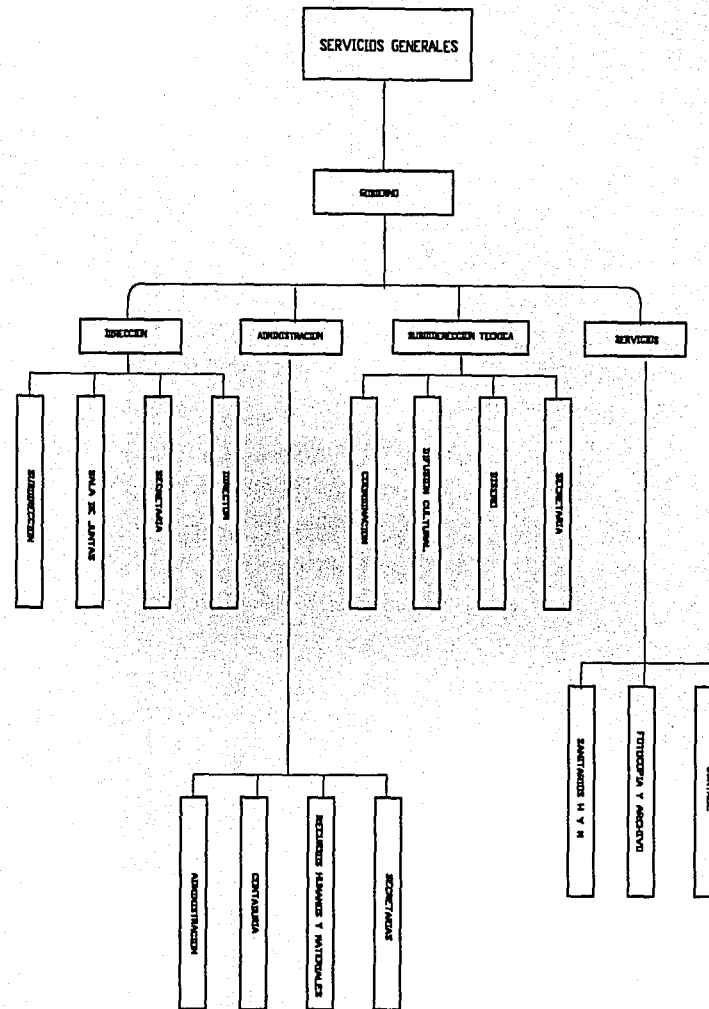 SERVICIOS GENERALES
GOBIERNO
DIRECCION
ADMINISTRACION
SUBDIRECCION TECNICA
SERVICIOS
SUBDIRECCION
SALA DE JUNTAS
SECRETARIA
DIRECTOR
COORDINACION
DIFUSION CULTURAL
DISEÑO
SECRETARIA
SANITARIOS H Y M
FOTOCOPIA Y ARCHIVO
ADMINISTRACION
CONTADURIA
RECURSOS HUMANOS Y MATERIALES
SECRETARIAS